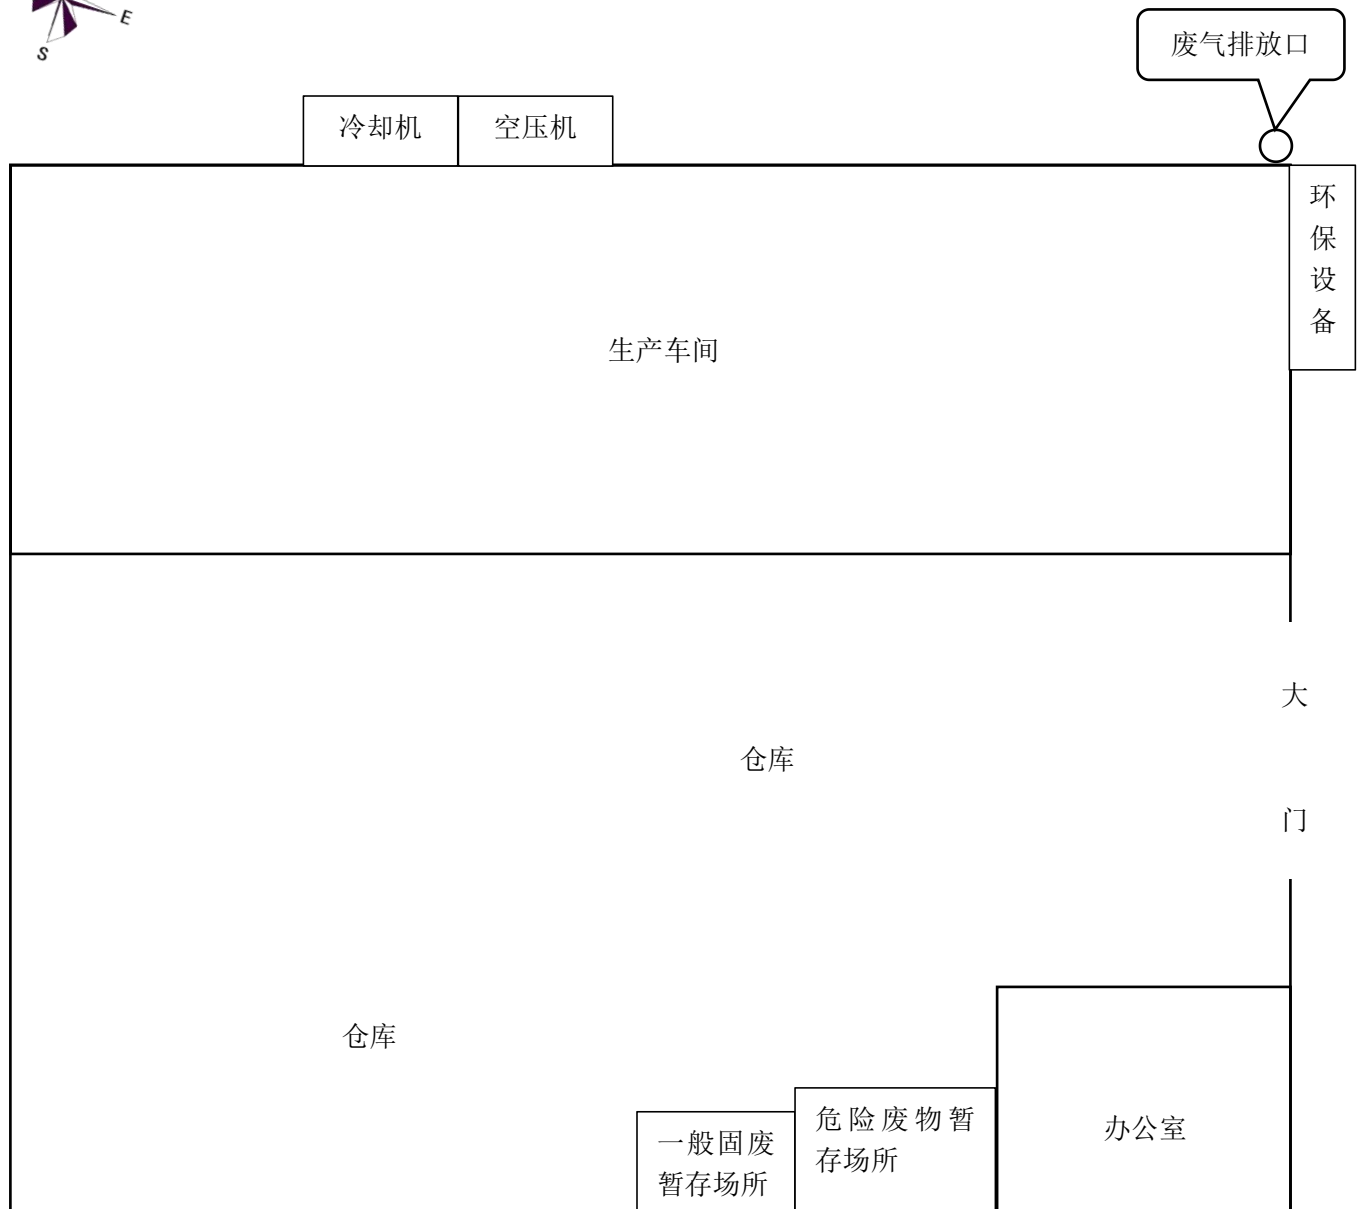 E
S
废气排放口
冷却机
空压机
环
保
设
备
生产车间
大
仓库
门
仓库
危险废物暂
存场所
办公室
一般固废
暂存场所